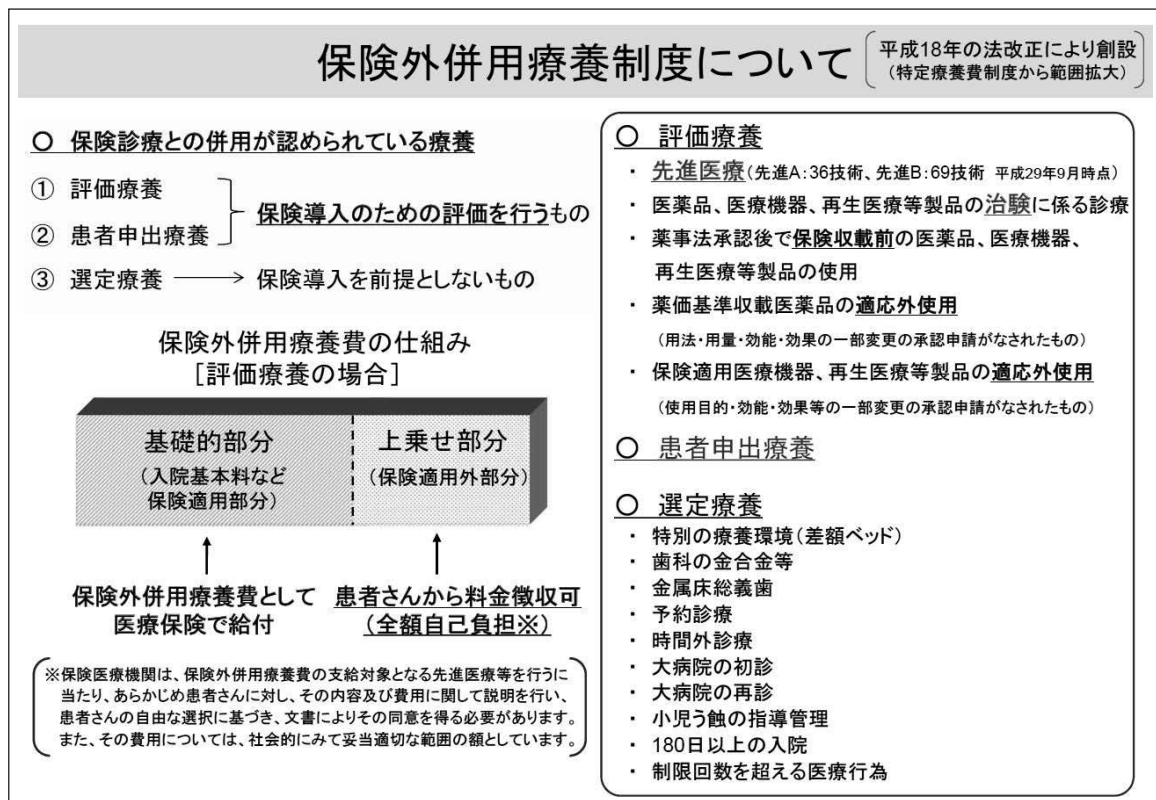 保険外併用療養制度について
平成18年の法改正により創設
(特定療養費制度から範囲拡大)
○ 保険診療との併用が認められている療養
① 評価療養
② 患者申出療養
保険導入のための評価を行うもの
③ 選定療養 → 保険導入を前提としないもの
保険外併用療養費の仕組み
[評価療養の場合]
基礎的部分
(入院基本料など
保険適用部分)
上乗せ部分
(保険適用外部分)
保険外併用療養費として
医療保険で給付
患者さんから料金徴収可
(全額自己負担※)
※保険医療機関は、保険外併用療養費の支給対象となる先進医療等を行うに
当たり、あらかじめ患者さんに対し、その内容及び費用に関して説明を行い、
患者さんの自由な選択に基づき、文書によりその同意を得る必要があります。
また、その費用については、社会的にみて妥当適切な範囲の額としています。
○ 評価療養
・ 先進医療(先進A:36技術、先進B:69技術 平成29年9月時点)
・ 医薬品、医療機器、再生医療等製品の治験に係る診療
・ 薬事法承認後で保険収載前の医薬品、医療機器、
再生医療等製品の使用
・ 薬価基準収載医薬品の適応外使用
(用法・用量・効能・効果の一部変更の承認申請がなされたもの)
・ 保険適用医療機器、再生医療等製品の適応外使用
(使用目的・効能・効果等の一部変更の承認申請がなされたもの)
○ 患者申出療養
○ 選定療養
・ 特別の療養環境(差額ベッド)
・ 歯科の金合金等
・ 金属床総義歯
・ 予約診療
・ 時間外診療
・ 大病院の初診
・ 大病院の再診
・ 小児う蝕の指導管理
・ 180日以上の入院
・ 制限回数を超える医療行為